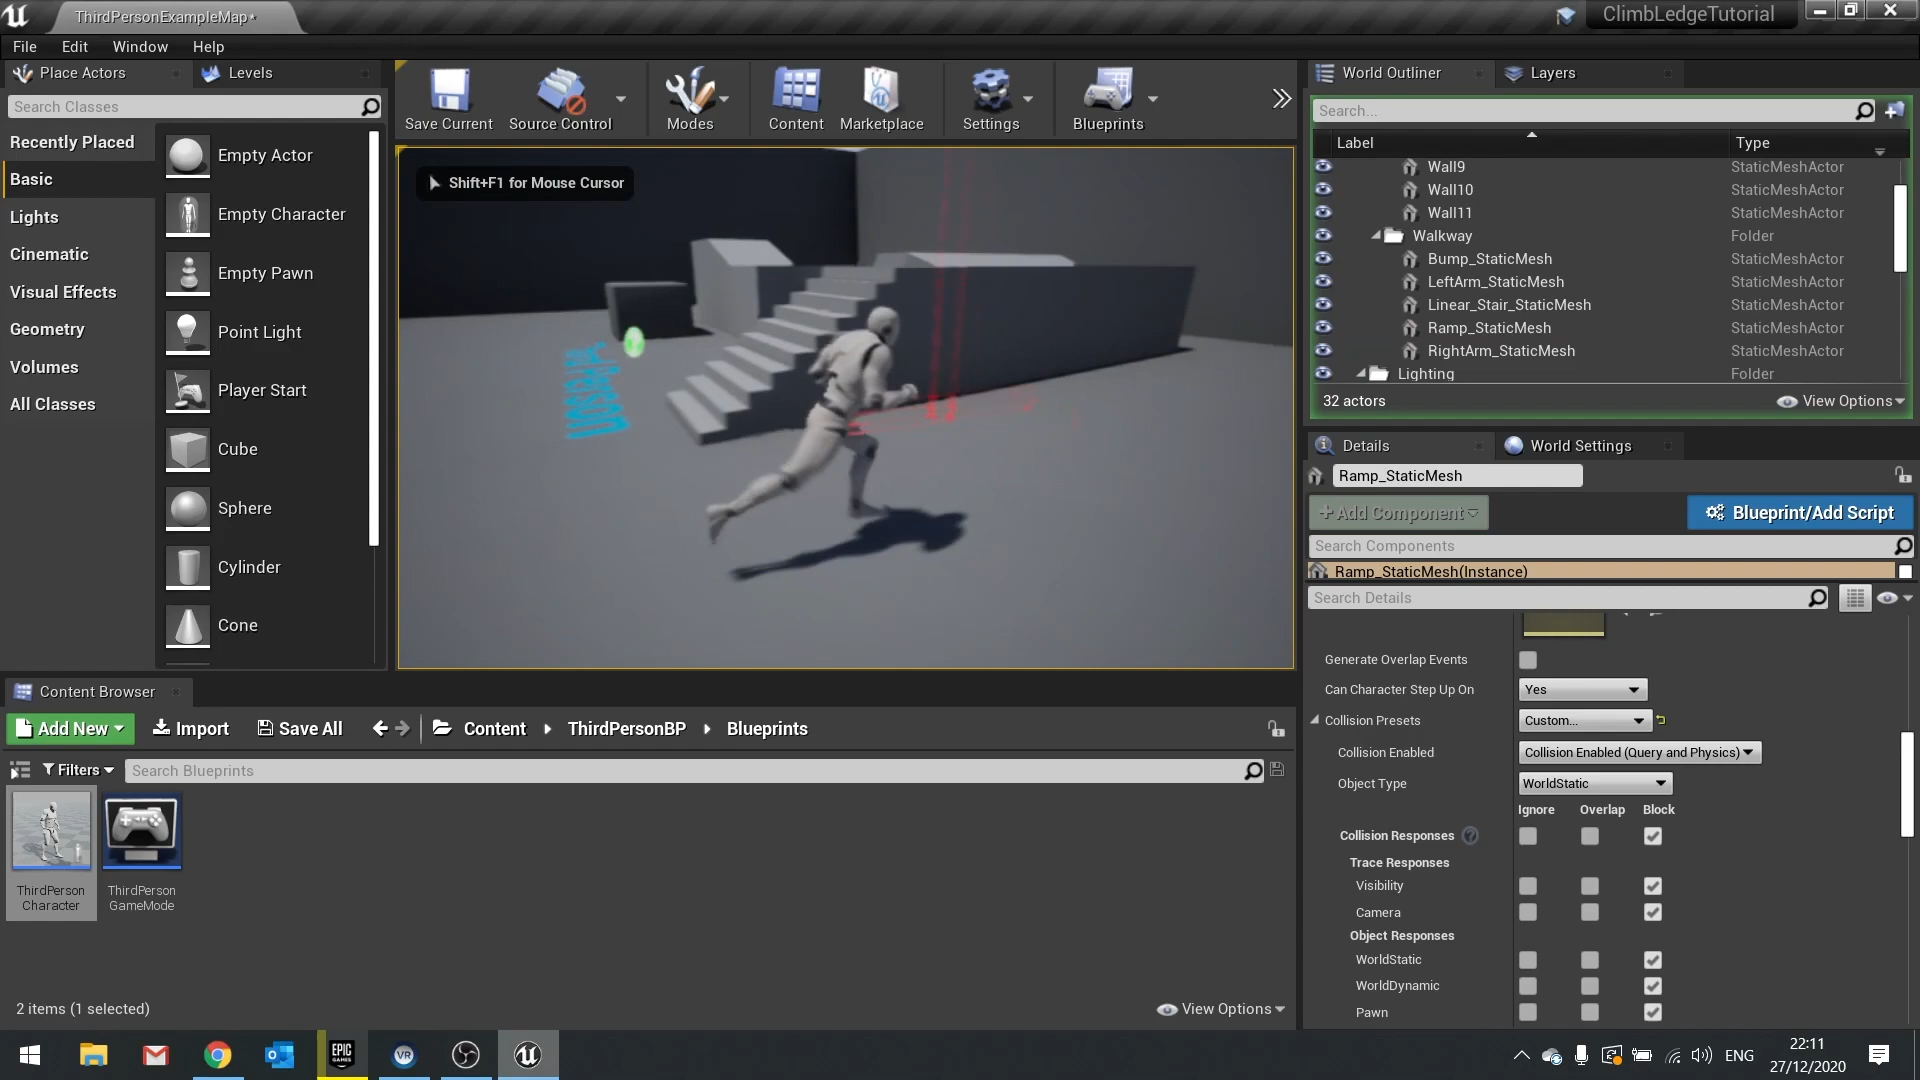 ThirdPersonExampleMap*
ClimbLedgeTutorial
File Edit Window Help
Place Actors
Levels
Search Classes
Recently Placed
Basic
Lights
Cinematic
Visual Effects
Geometry
Volumes
All Classes
Empty Actor
Empty Character
Empty Pawn
Point Light
Player Start
Cube
Sphere
Cylinder
Cone
Save Current
Source Control
Modes
Content
Marketplace
Settings
Blueprints
Shift+F1 for Mouse Cursor
World Outliner
Layers
Search...
Label Type
Wall9 StaticMeshActor
Wall10 StaticMeshActor
Wall11 StaticMeshActor
Walkway Folder
Bump_StaticMesh StaticMeshActor
LeftArm_StaticMesh StaticMeshActor
Linear_Stair_StaticMesh StaticMeshActor
Ramp_StaticMesh StaticMeshActor
RightArm_StaticMesh StaticMeshActor
Lighting Folder
32 actors
View Options
Details
World Settings
Ramp_StaticMesh
+Add Component
Blueprint/Add Script
Search Components
Ramp_StaticMesh(Instance)
Search Details
Generate Overlap Events
Can Character Step Up On Yes
Collision Presets Custom...
Collision Enabled Collision Enabled (Query and Physics)
Object Type WorldStatic
Ignore Overlap Block
Collision Responses
Trace Responses
Visibility
Camera
Object Responses
WorldStatic
WorldDynamic
Pawn
Content Browser
Add New Import Save All Content ThirdPersonBP Blueprints
Filters Search Blueprints
ThirdPerson
Character
ThirdPerson
GameMode
2 items (1 selected)
View Options
EPIC
GAMES
VR
ENG
22:11
27/12/2020